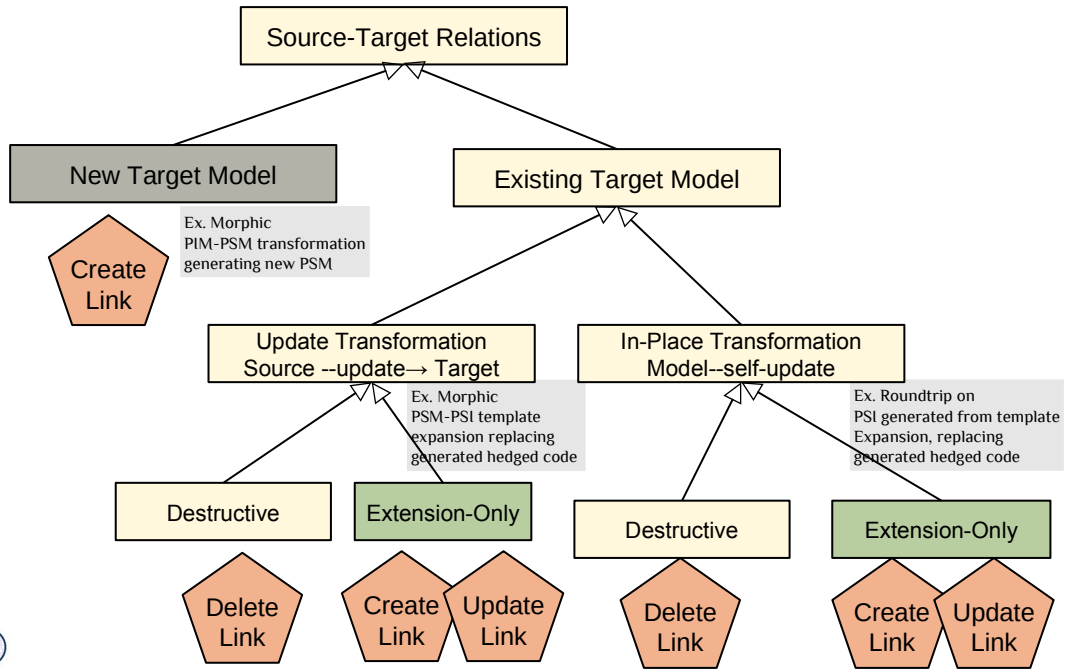 Source-Target Relations
New Target Model
Existing Target Model
Ex. Morphic
PIM-PSM transformation
generating new PSM
Create
Link
Update Transformation
Source --update→ Target
In-Place Transformation
Model--self-update
Ex. Morphic
PSM-PSI template
expansion replacing
generated hedged code
Ex. Roundtrip on
PSI generated from template
Expansion, replacing
generated hedged code
Destructive
Extension-Only
Destructive
Extension-Only
Delete
Link
Create
Link
Update
Link
Delete
Link
Create
Link
Update
Link